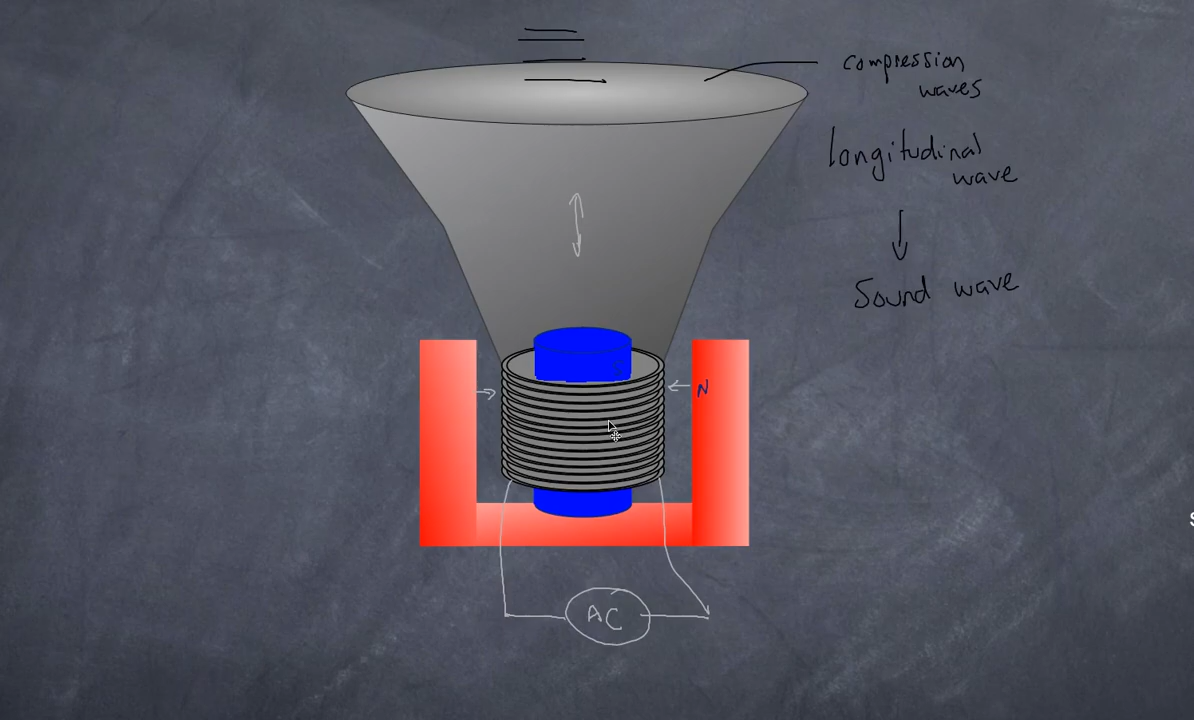 compression
waves
longitudinal
wave
Sound wave
N
AC